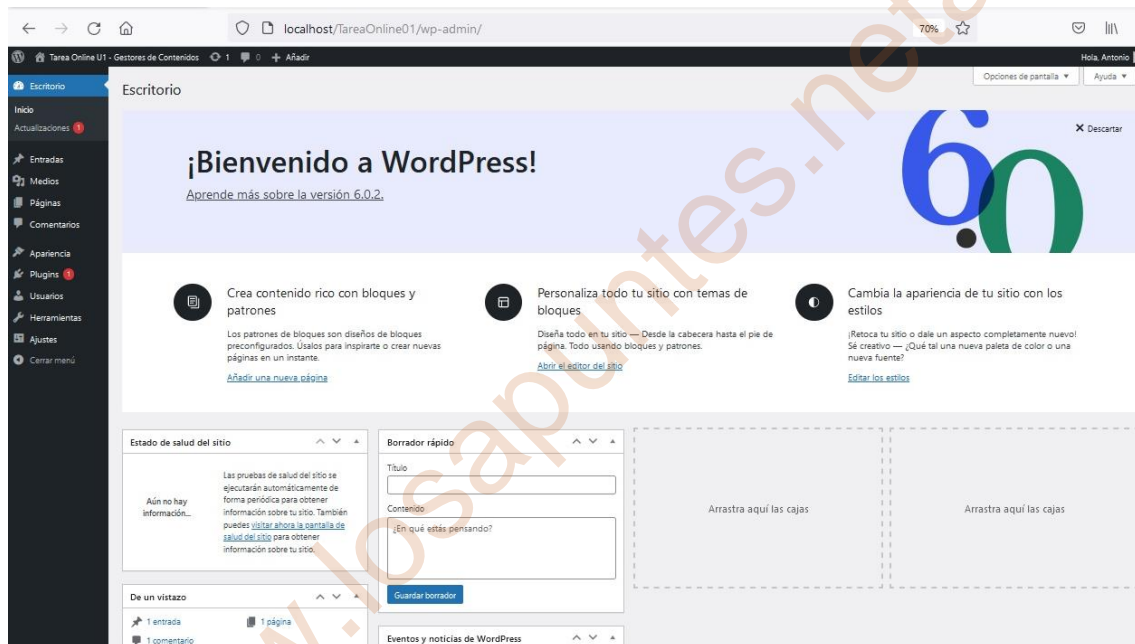 localhost/TareaOnline01/wp-admin/
70%
Tarea Online U1 - Gestores de Contenidos 1 0 + Añadir
Hola, Antonio
Escritorio
Inicio
Actualizaciones 1
Entradas
Medios
Páginas
Comentarios
Apariencia
Plugins 1
Usuarios
Herramientas
Ajustes
Cerrar menú
Escritorio
Opciones de pantalla
Ayuda
¡Bienvenido a WordPress!
Aprende más sobre la versión 6.0.2.
6.0
Descartar
Crea contenido rico con bloques y
patrones
Los patrones de bloques son diseños de bloques
preconfigurados. Úsalos para inspirarte o crear nuevas
páginas en un instante.
Añadir una nueva página
Personaliza todo tu sitio con temas de
bloques
Diseña todo en tu sitio — Desde la cabecera hasta el pie de
página. Todo usando bloques y patrones.
Abrir el editor del sitio
Cambia la apariencia de tu sitio con los
estilos
¡Retoca tu sitio o dale un aspecto completamente nuevo!
Sé creativo — ¿Qué tal una nueva paleta de color o una
nueva fuente?
Editar los estilos
Estado de salud del sitio
Aún no hay
información...
Las pruebas de salud del sitio se
ejecutarán automáticamente de
forma periódica para obtener
información sobre tu sitio. También
puedes visitar ahora la pantalla de
salud del sitio para obtener
información sobre tu sitio.
De un vistazo
1 entrada
1 página
1 comentario
Borrador rápido
Título
Contenido
¿En qué estás pensando?
Guardar borrador
Eventos y noticias de WordPress
Arrastra aquí las cajas
Arrastra aquí las cajas
www.losapuntes.net